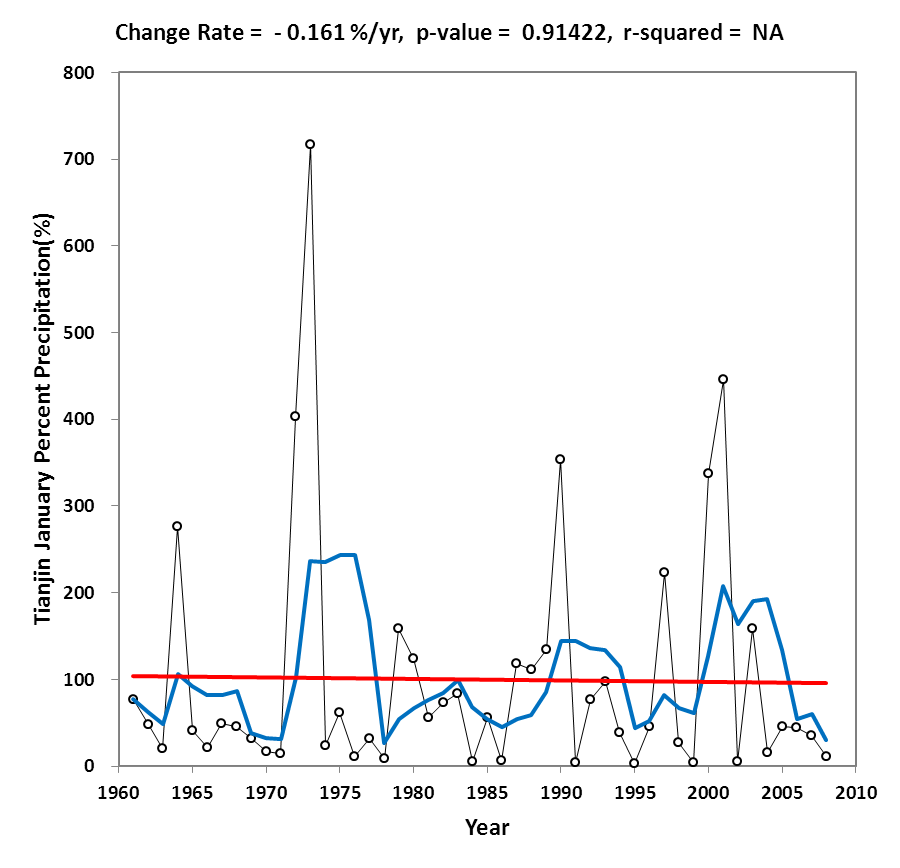 Change Rate =  - 0.161 %/yr,  p-value =  0.91422,  r-squared =  NA
800
700
600
500
400
300
200
100
0
Tianjin January Percent Precipitation(%)
1960 1965 1970 1975 1980 1985 1990 1995 2000 2005 2010
Year